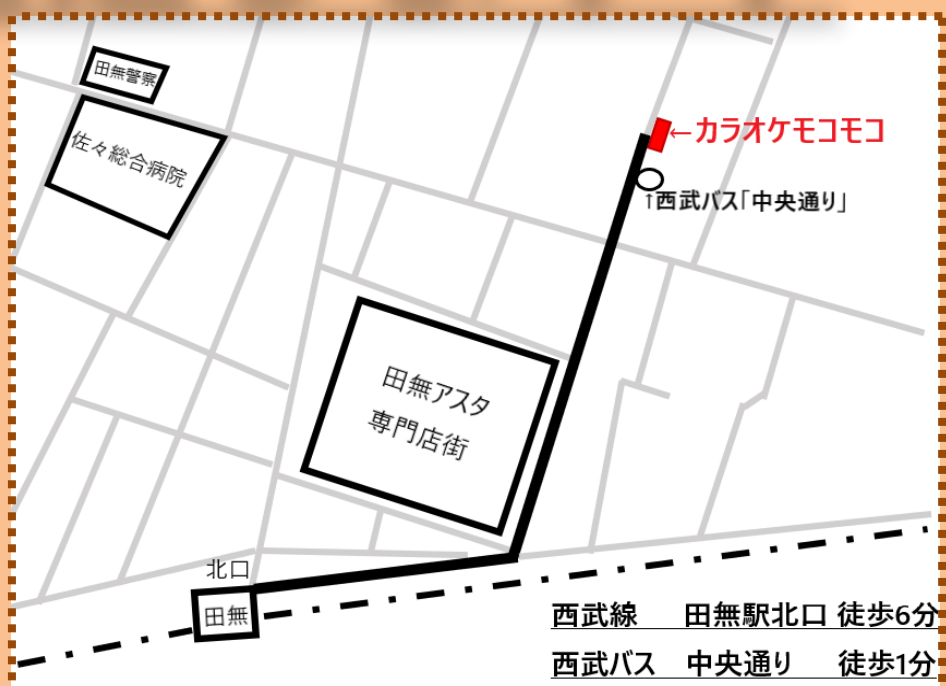 田無警察
佐々総合病院
←カラオケモコモコ
↑西武バス「中央通り」
田無アスタ
専門店街
北口
田無
西武線 田無駅北口 徒歩6分
西武バス 中央通り 徒歩1分